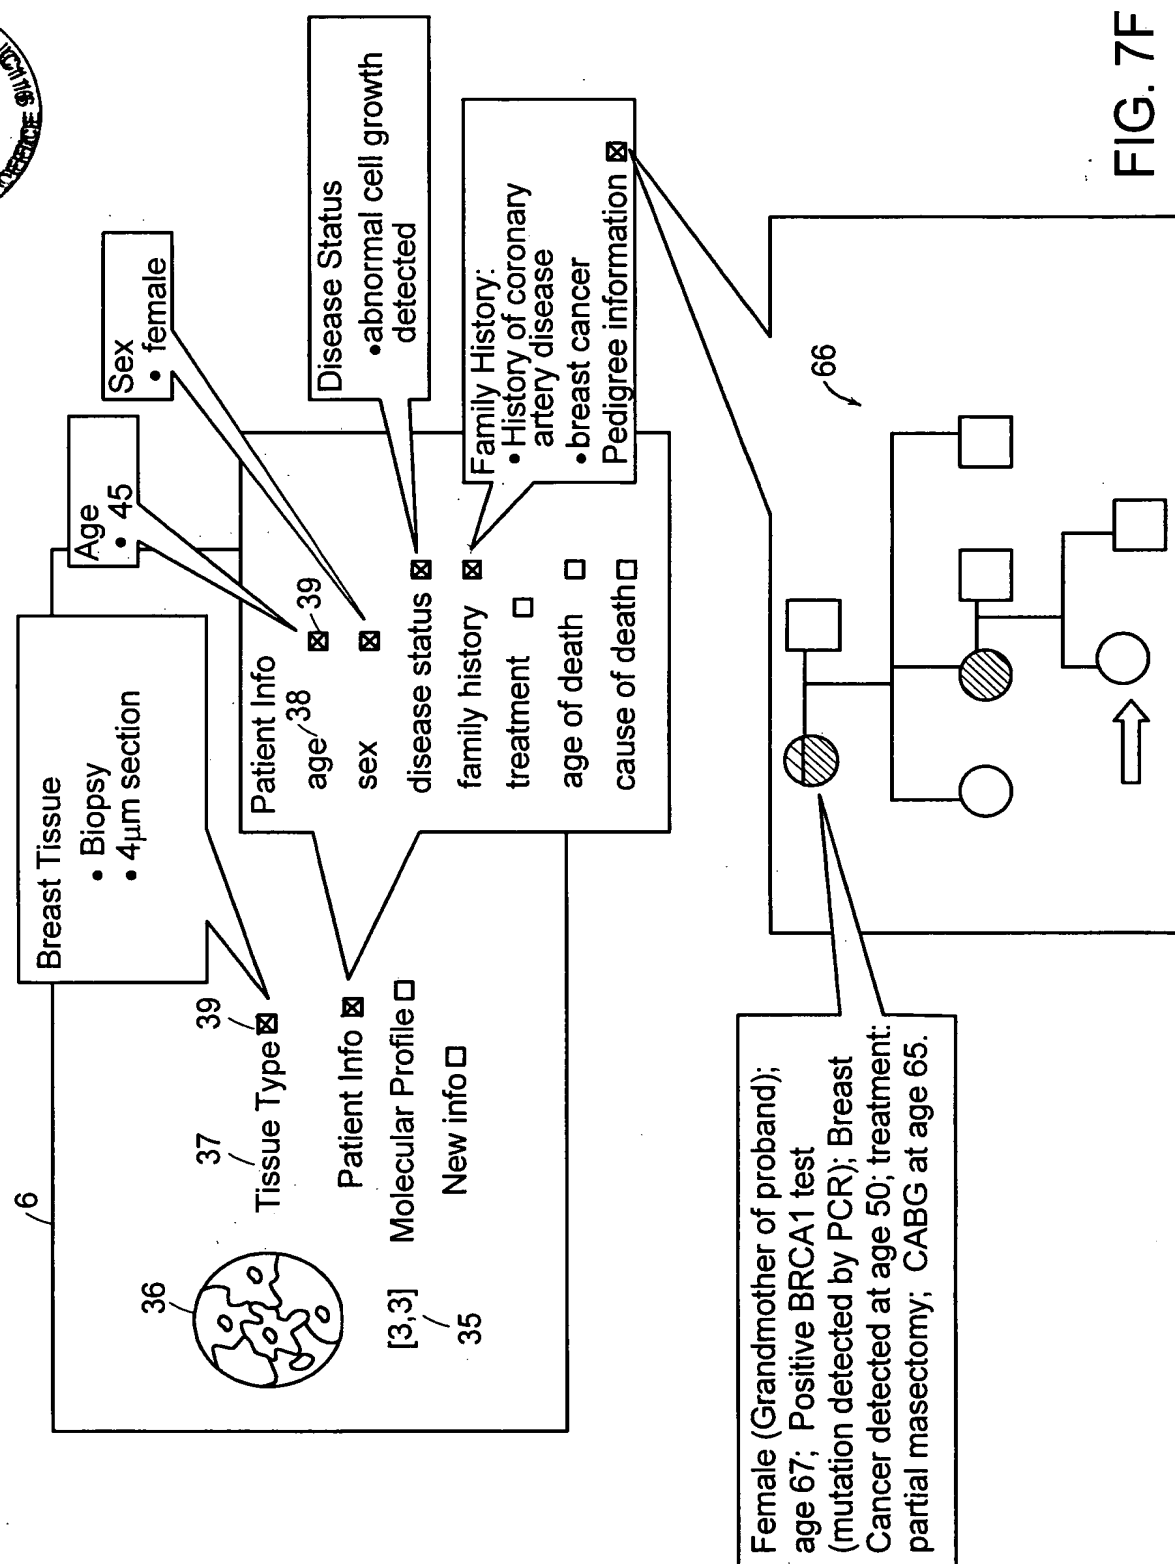 6
36
[3,3]
35
37
39
Tissue Type
Patient Info
Molecular Profile
New info
Breast Tissue
• Biopsy
• 4µm section
Patient Info
age
38
39
sex
disease status
family history
treatment
age of death
cause of death
Age
• 45
Sex
• female
Disease Status
•abnormal cell growth
detected
Family History:
• History of coronary
artery disease
• breast cancer
Pedigree information
66
Female (Grandmother of proband);
age 67; Positive BRCA1 test
(mutation detected by PCR); Breast
Cancer detected at age 50; treatment:
partial masectomy; CABG at age 65.
FIG. 7F